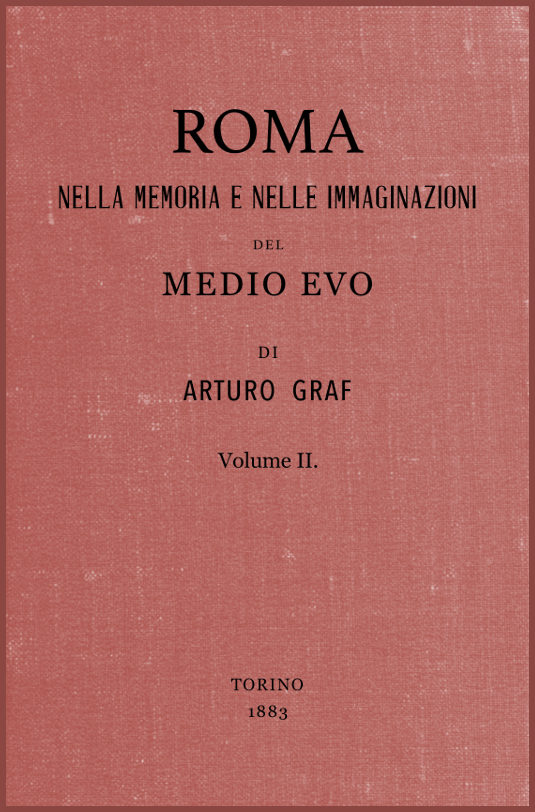 ROMA
NELLA MEMORIA E NELLE IMMAGINAZIONI
DEL
MEDIO EVO
DI
ARTURO GRAF
Volume II.
TORINO
1883